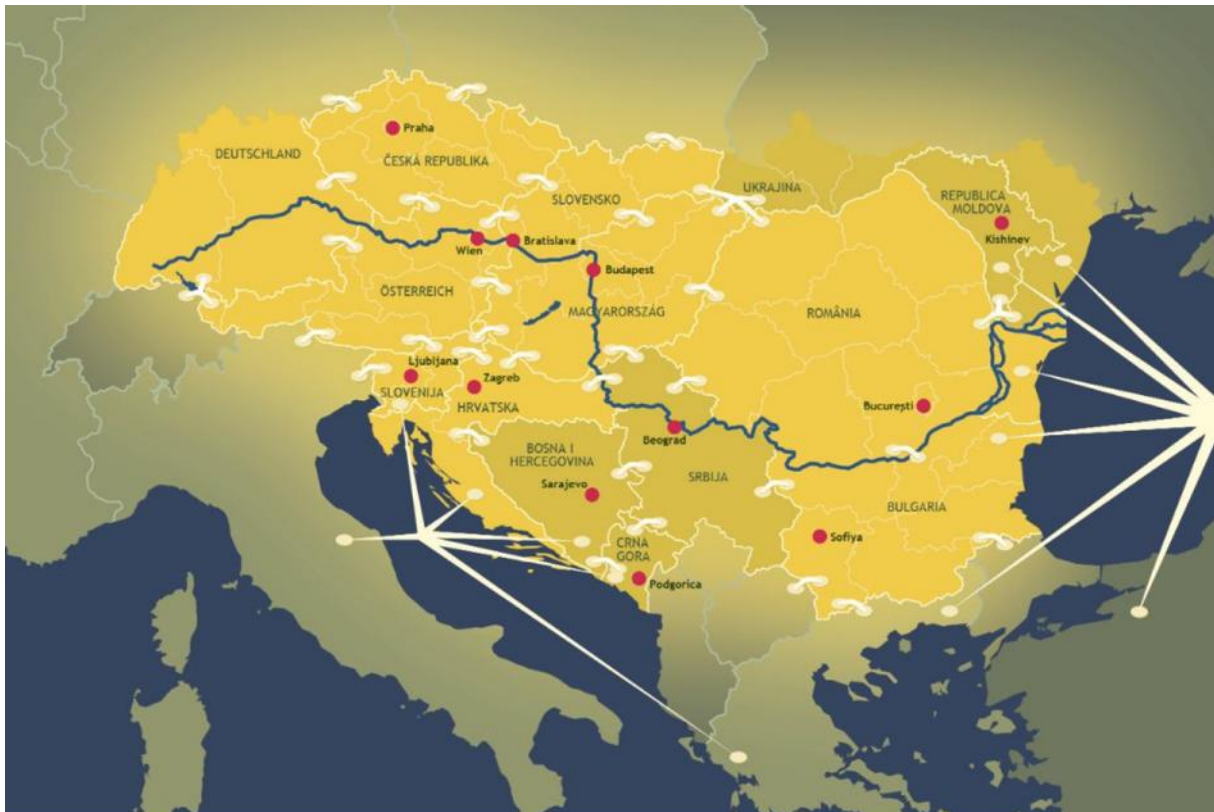 Praha
DEUTSCHLAND
ČESKÁ REPUBLIKA
SLOVENSKO
UKRAJINA
REPUBLICA
MOLDOVA
Kishinev
Wien
Bratislava
Budapest
ÖSTERREICH
MAGYARORSZÁG
ROMÂNIA
Ljubljana
SLOVENIJA
Zagreb
HRVATSKA
Bucureşti
Beograd
BOSNA I
HERCEGOVINA
Sarajevo
SRBIJA
BULGARIA
CRNA
GORA
Sofiya
Podgorica